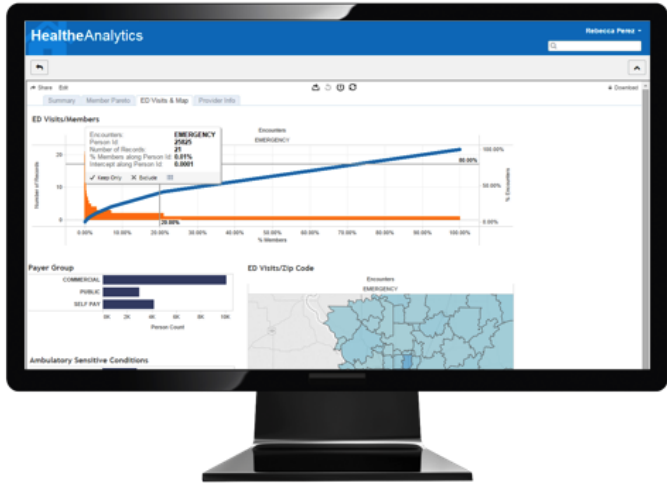 HealtheAnalytics
Rebecca Perez
Share Edit
Download
Summary Member Pareto ED Visits & Map Provider Info
ED Visits/Members
Encounters
EMERGENCY
Encounters: EMERGENCY
Person Id: 25825
Number of Records: 21
% Members along Person Id: 0.01%
Intercept along Person Id: 0.0001
Keep Only Exclude
Number of Records
20
10
0
100.00%
80.00%
50.00%
0.00%
% Encounters
20.00%
0.00% 10.00% 20.00% 30.00% 40.00% 50.00% 60.00% 70.00% 80.00% 90.00% 100.00%
% Members
Payer Group
COMMERCIAL
PUBLIC
SELF PAY
0K 2K 4K 6K 8K 10K
Person Count
ED Visits/Zip Code
Encounters
EMERGENCY
Ambulatory Sensitive Conditions